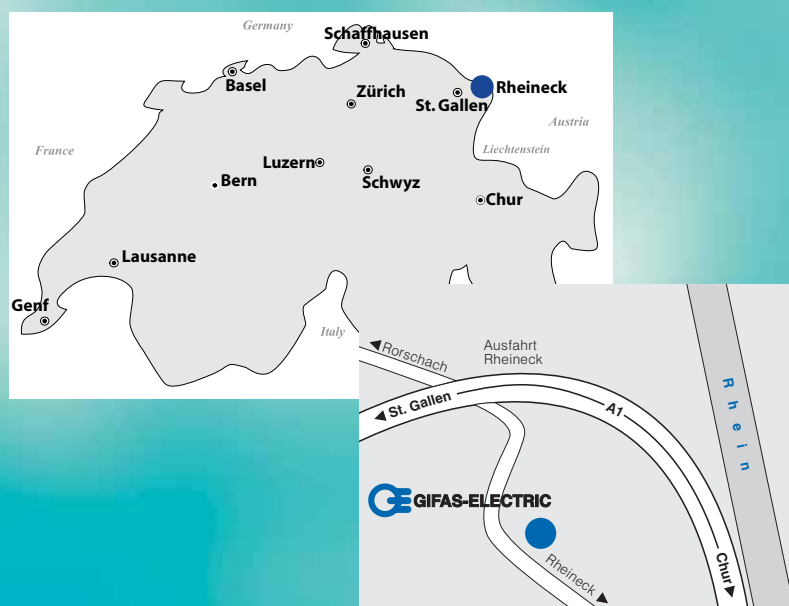 Germany
Schaffhausen
Basel
Zürich
Rheineck
St. Gallen
Austria
France
Liechtenstein
Luzern
Schwyz
Bern
Chur
Lausanne
Genf
Italy
Rorschach
Ausfahrt
Rheineck
St. Gallen
A1
Rhein
GIFAS-ELECTRIC
Rheineck
Chur